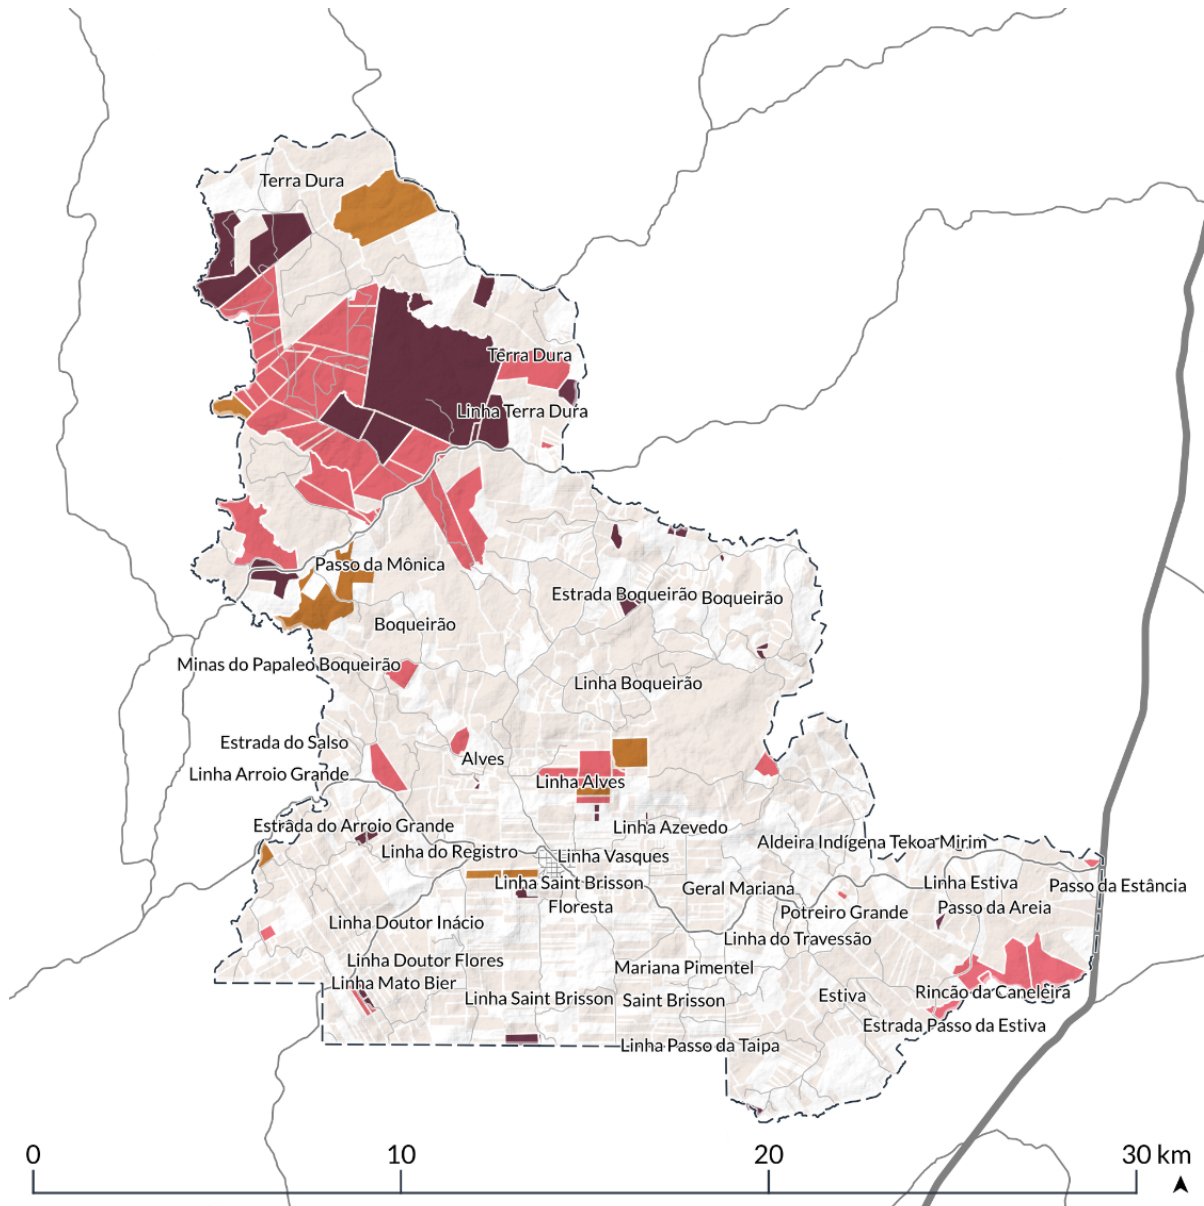 Terra Dura
Terra Dura
Linha Terra Dura
Passo da Mônica
Estrada Boqueirão
Boqueirão
Boqueirão
Minas do Papaleo
Boqueirão
Linha Boqueirão
Estrada do Salso
Alves
Linha Arroio Grande
Linha Alves
Estrada do Arroio Grande
Linha Azevedo
Aldeira Indígena Tekoa Mirim
Linha do Registro
Linha Vasques
Linha Saint Brisson
Geral Mariana
Linha Estiva
Passo da Estância
Floresta
Potreiro Grande
Passo da Areia
Linha Doutor Inácio
Linha do Travessão
Linha Doutor Flores
Mariana Pimentel
Linha Mato Bier
Linha Saint Brisson
Saint Brisson
Estiva
Rincão da Caneleira
Estrada Passo da Estiva
Linha Passo da Taipa
0
10
20
30 km